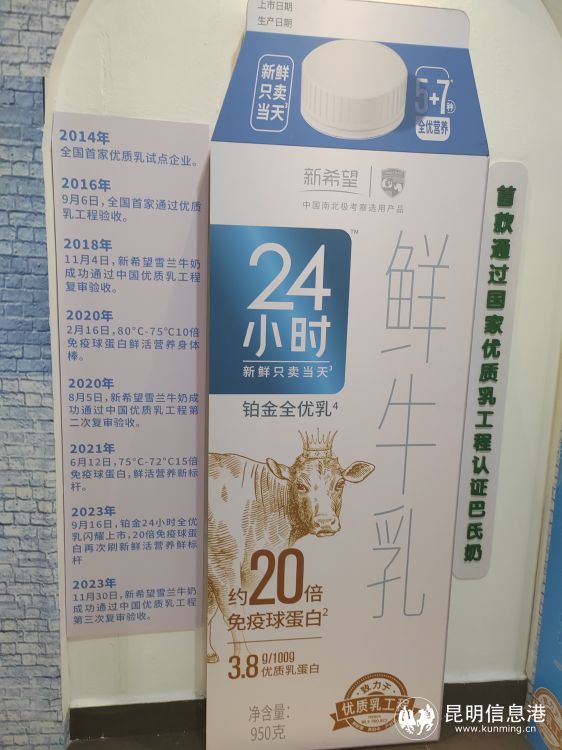 上市日期
生产日期
新鲜
只卖
当天³
5+7种
全优营养
新希望
中国南北极考察选用产品
24
小时
™
新鲜只卖当天³
铂金全优乳⁴
鲜牛乳
约20倍
免疫球蛋白²
3.8g/100g
优质乳蛋白
净含量:
950克
致力于
优质乳工程
2014年
全国首家优质乳试点企业。
2016年
9月6日,全国首家通过优质
乳工程验收。
2018年
11月4日,新希望雪兰牛奶
成功通过中国优质乳工程
复审验收。
2020年
2月16日,80°C-75°C10倍
免疫球蛋白鲜活营养身体
棒。
2020年
8月5日,新希望雪兰牛奶成
功通过中国优质乳工程第
二次复审验收。
2021年
6月12日,75°C-72°C15倍
免疫球蛋白,鲜活营养新标
杆。
2023年
9月16日,铂金24小时全优
乳闪耀上市,20倍免疫球蛋
白再次刷新鲜活营养鲜标
杆
2023年
11月30日,新希望雪兰牛奶
成功通过中国优质乳工程
第三次复审验收。
首款通过国家优质乳工程认证巴氏奶
昆明信息港
www.kunming.cn